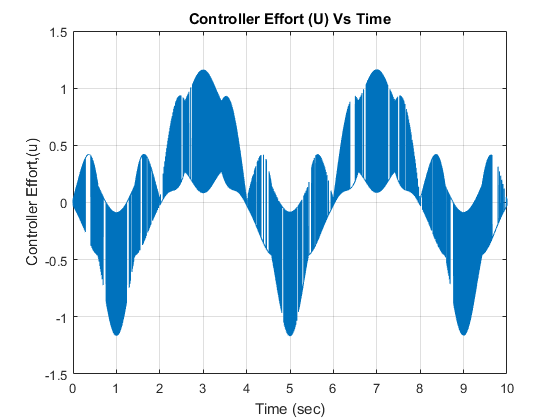 Controller Effort (U) Vs Time
1.5
1
0.5
0
-0.5
-1
-1.5
Controller Effort,(u)
0 1 2 3 4 5 6 7 8 9 10
Time (sec)